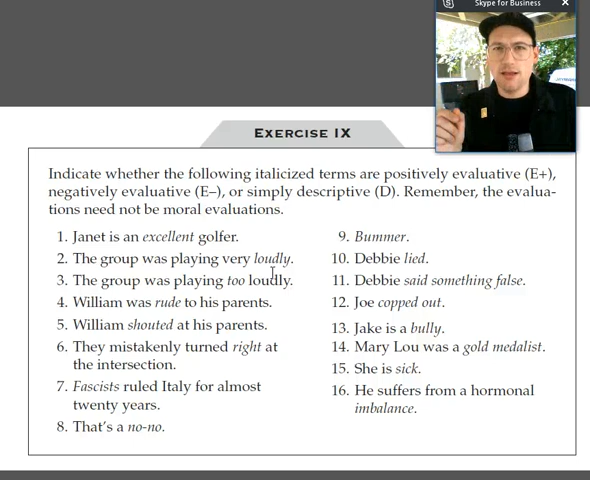 Skype for Business
EXERCISE IX
Indicate whether the following italicized terms are positively evaluative (E+),
negatively evaluative (E–), or simply descriptive (D). Remember, the evalua-
tions need not be moral evaluations.
1. Janet is an excellent golfer.
2. The group was playing very loudly.
3. The group was playing too loudly.
4. William was rude to his parents.
5. William shouted at his parents.
6. They mistakenly turned right at
the intersection.
7. Fascists ruled Italy for almost
twenty years.
8. That's a no-no.
9. Bummer.
10. Debbie lied.
11. Debbie said something false.
12. Joe copped out.
13. Jake is a bully.
14. Mary Lou was a gold medalist.
15. She is sick.
16. He suffers from a hormonal
imbalance.